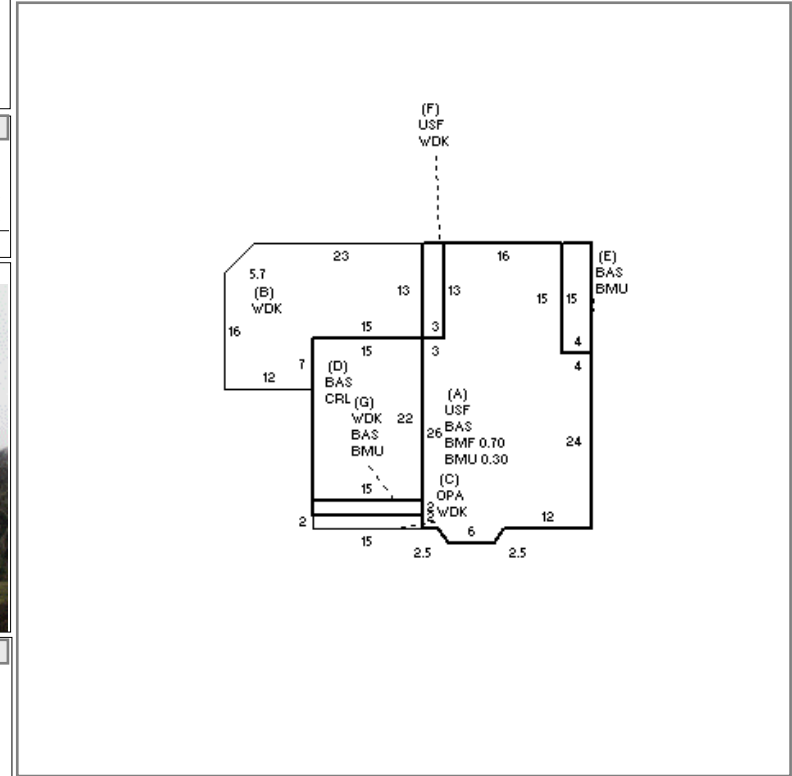 (F)
USF
WDK
23
16
(E)
BAS
BMU
5.7
(B)
WDK
13
13
15
15
16
15
3
4
7
15
3
4
12
(D)
BAS
CRL
(G)
WDK
BAS
BMU
22
26
(A)
USF
BAS
BMF 0.70
BMU 0.30
24
(C)
OPA
WDK
15
2
2
2
12
6
15
2.5
2.5